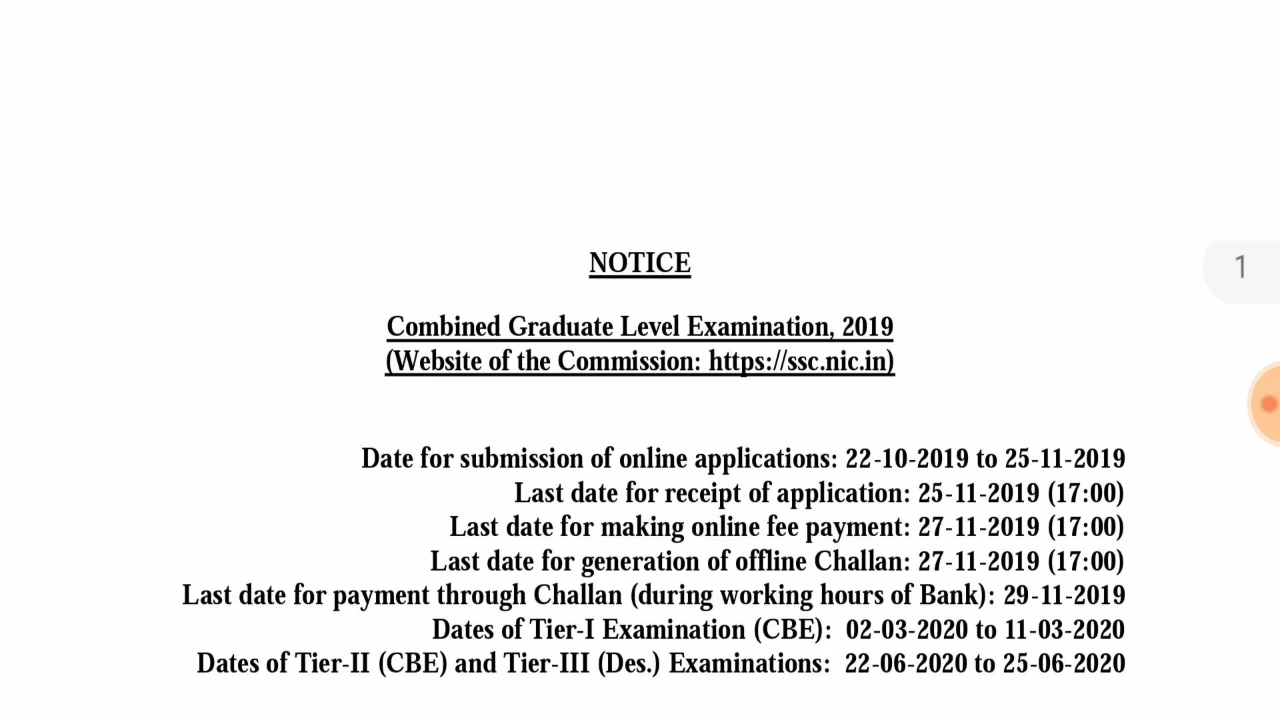 NOTICE
1
Combined Graduate Level Examination, 2019
(Website of the Commission: https://ssc.nic.in)
Date for submission of online applications: 22-10-2019 to 25-11-2019
Last date for receipt of application: 25-11-2019 (17:00)
Last date for making online fee payment: 27-11-2019 (17:00)
Last date for generation of offline Challan: 27-11-2019 (17:00)
Last date for payment through Challan (during working hours of Bank): 29-11-2019
Dates of Tier-I Examination (CBE): 02-03-2020 to 11-03-2020
Dates of Tier-II (CBE) and Tier-III (Des.) Examinations: 22-06-2020 to 25-06-2020